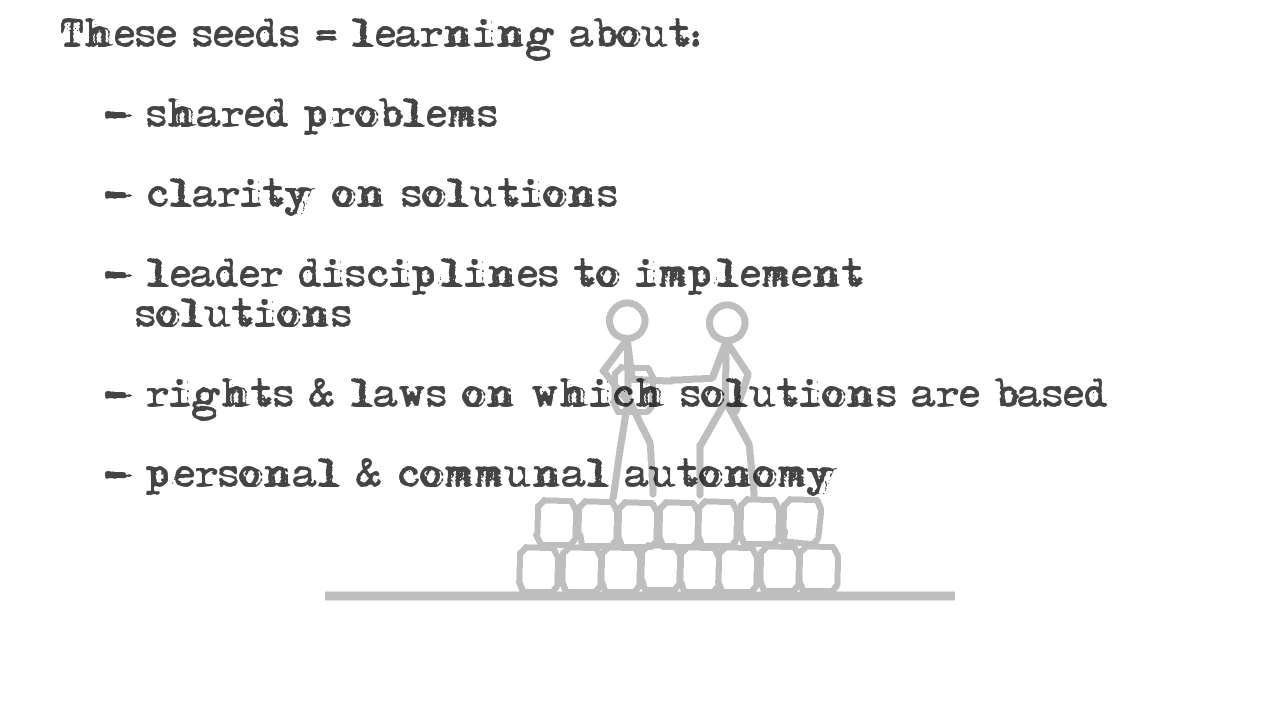 These seeds = learning about:
- shared problems
- clarity on solutions
- leader disciplines to implement
solutions
- rights & laws on which solutions are based
- personal & communal autonomy